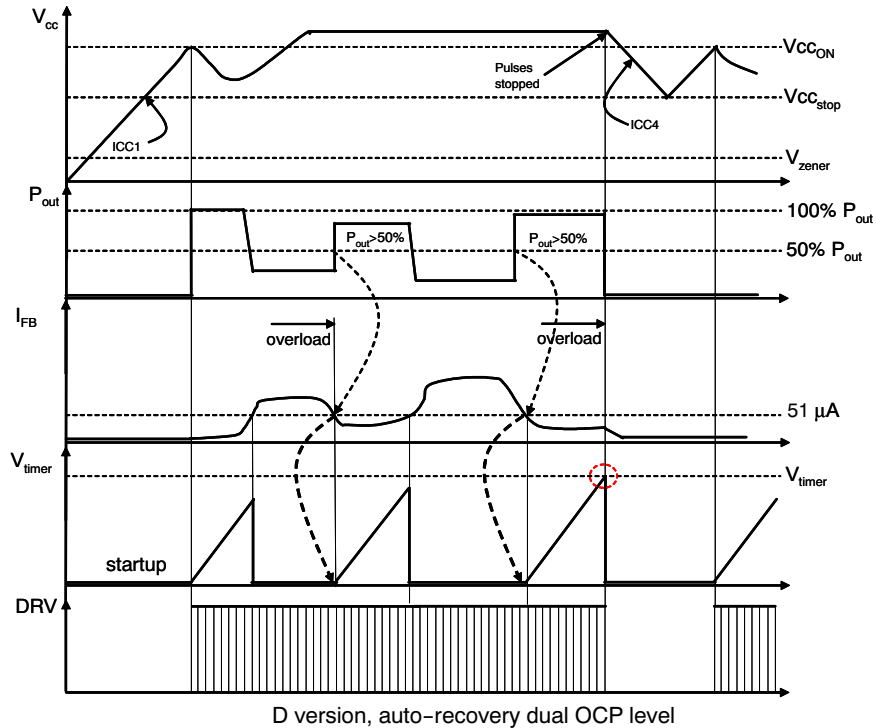 Vcc
VccON
Pulses
stopped
Vccstop
ICC1
ICC4
Vzener
Pout
100% Pout
Pout>50%
Pout>50%
50% Pout
IFB
overload
overload
51 µA
Vtimer
Vtimer
startup
DRV
D version, auto-recovery dual OCP level